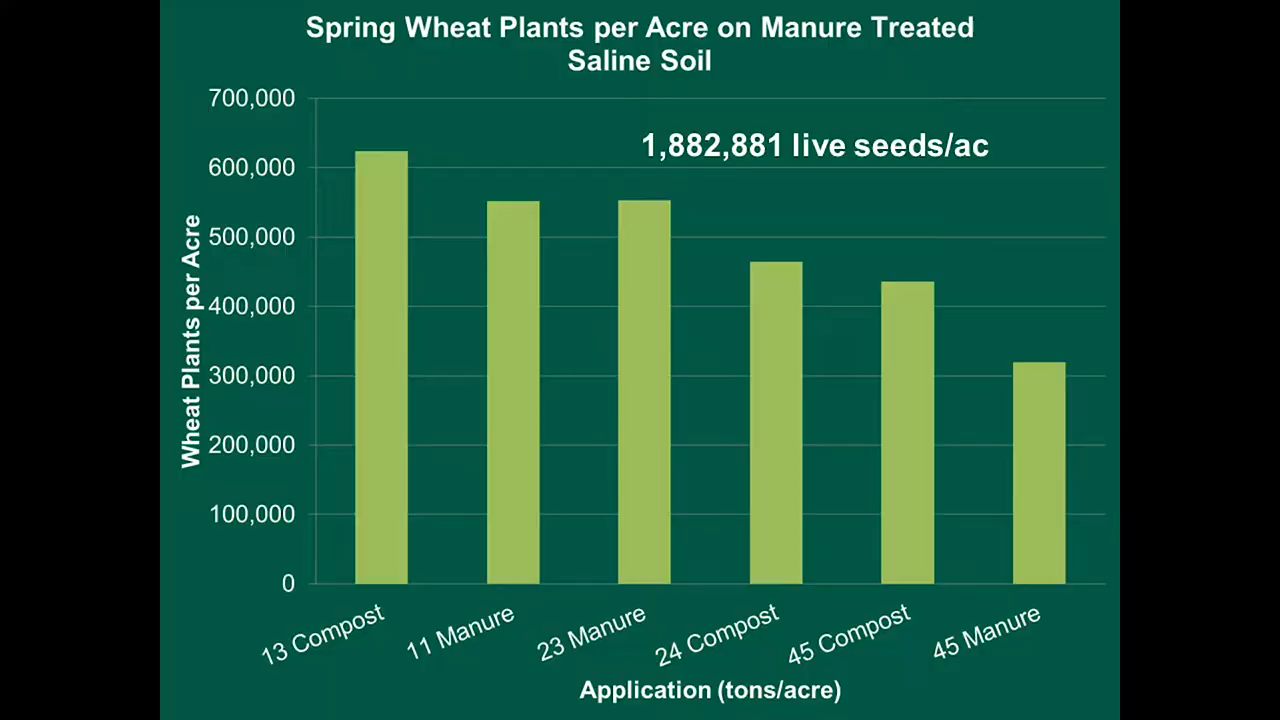 Spring Wheat Plants per Acre on Manure Treated
Saline Soil
1,882,881 live seeds/ac
Wheat Plants per Acre
700,000
600,000
500,000
400,000
300,000
200,000
100,000
0
13 Compost
11 Manure
23 Manure
24 Compost
45 Compost
45 Manure
Application (tons/acre)